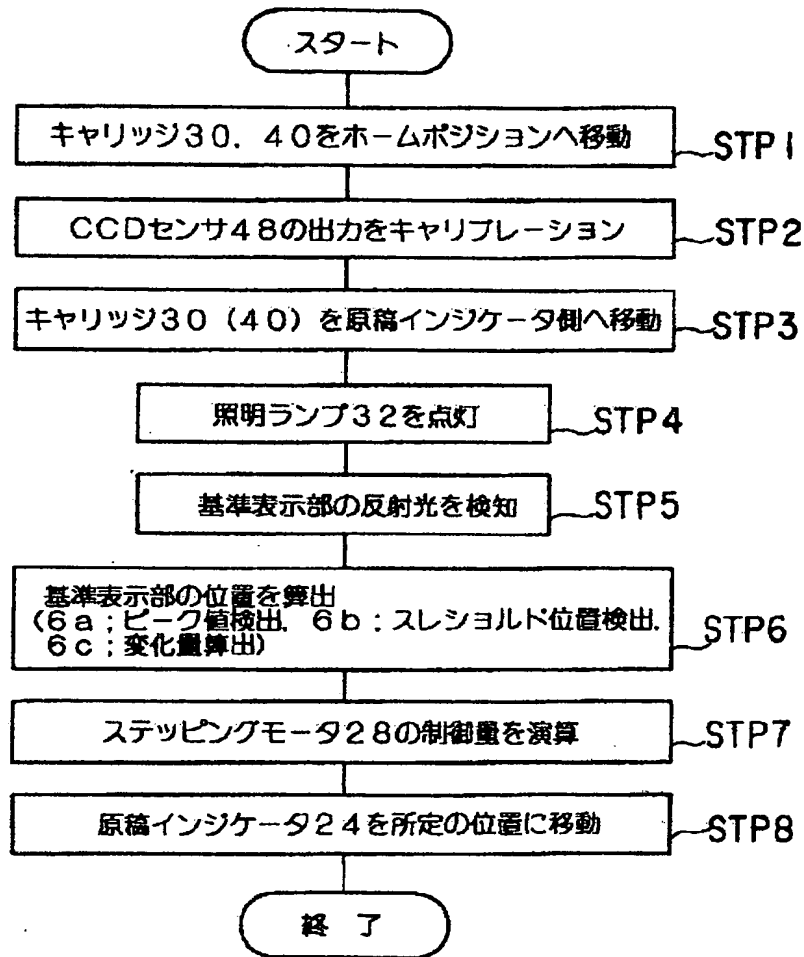 スタート
キャリッジ30,40をホームポジションへ移動 STP1
CCDセンサ48の出力をキャリブレーション STP2
キャリッジ30(40)を原稿インジケータ側へ移動 STP3
照明ランプ32を点灯 STP4
基準表示部の反射光を検知 STP5
基準表示部の位置を算出
(6a;ピーク値検出,6b;スレショルド位置検出,
6c;変化量算出) STP6
ステッピングモータ28の制御量を演算 STP7
原稿インジケータ24を所定の位置に移動 STP8
終了